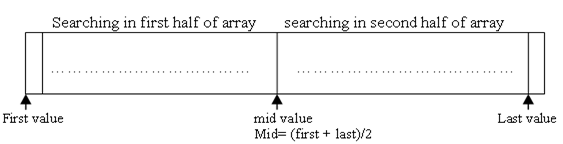 Searching in first half of array searching in second half of array
First value mid value Last value
Mid= (first + last)/2